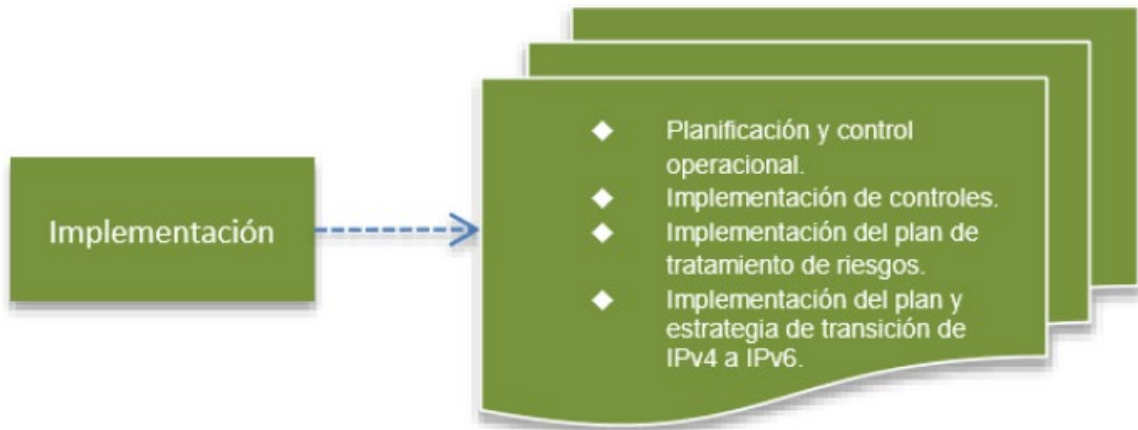 Implementación
◆ Planificación y control
operacional.
◆ Implementación de controles.
◆ Implementación del plan de
tratamiento de riesgos.
◆ Implementación del plan y
estrategia de transición de
IPv4 a IPv6.